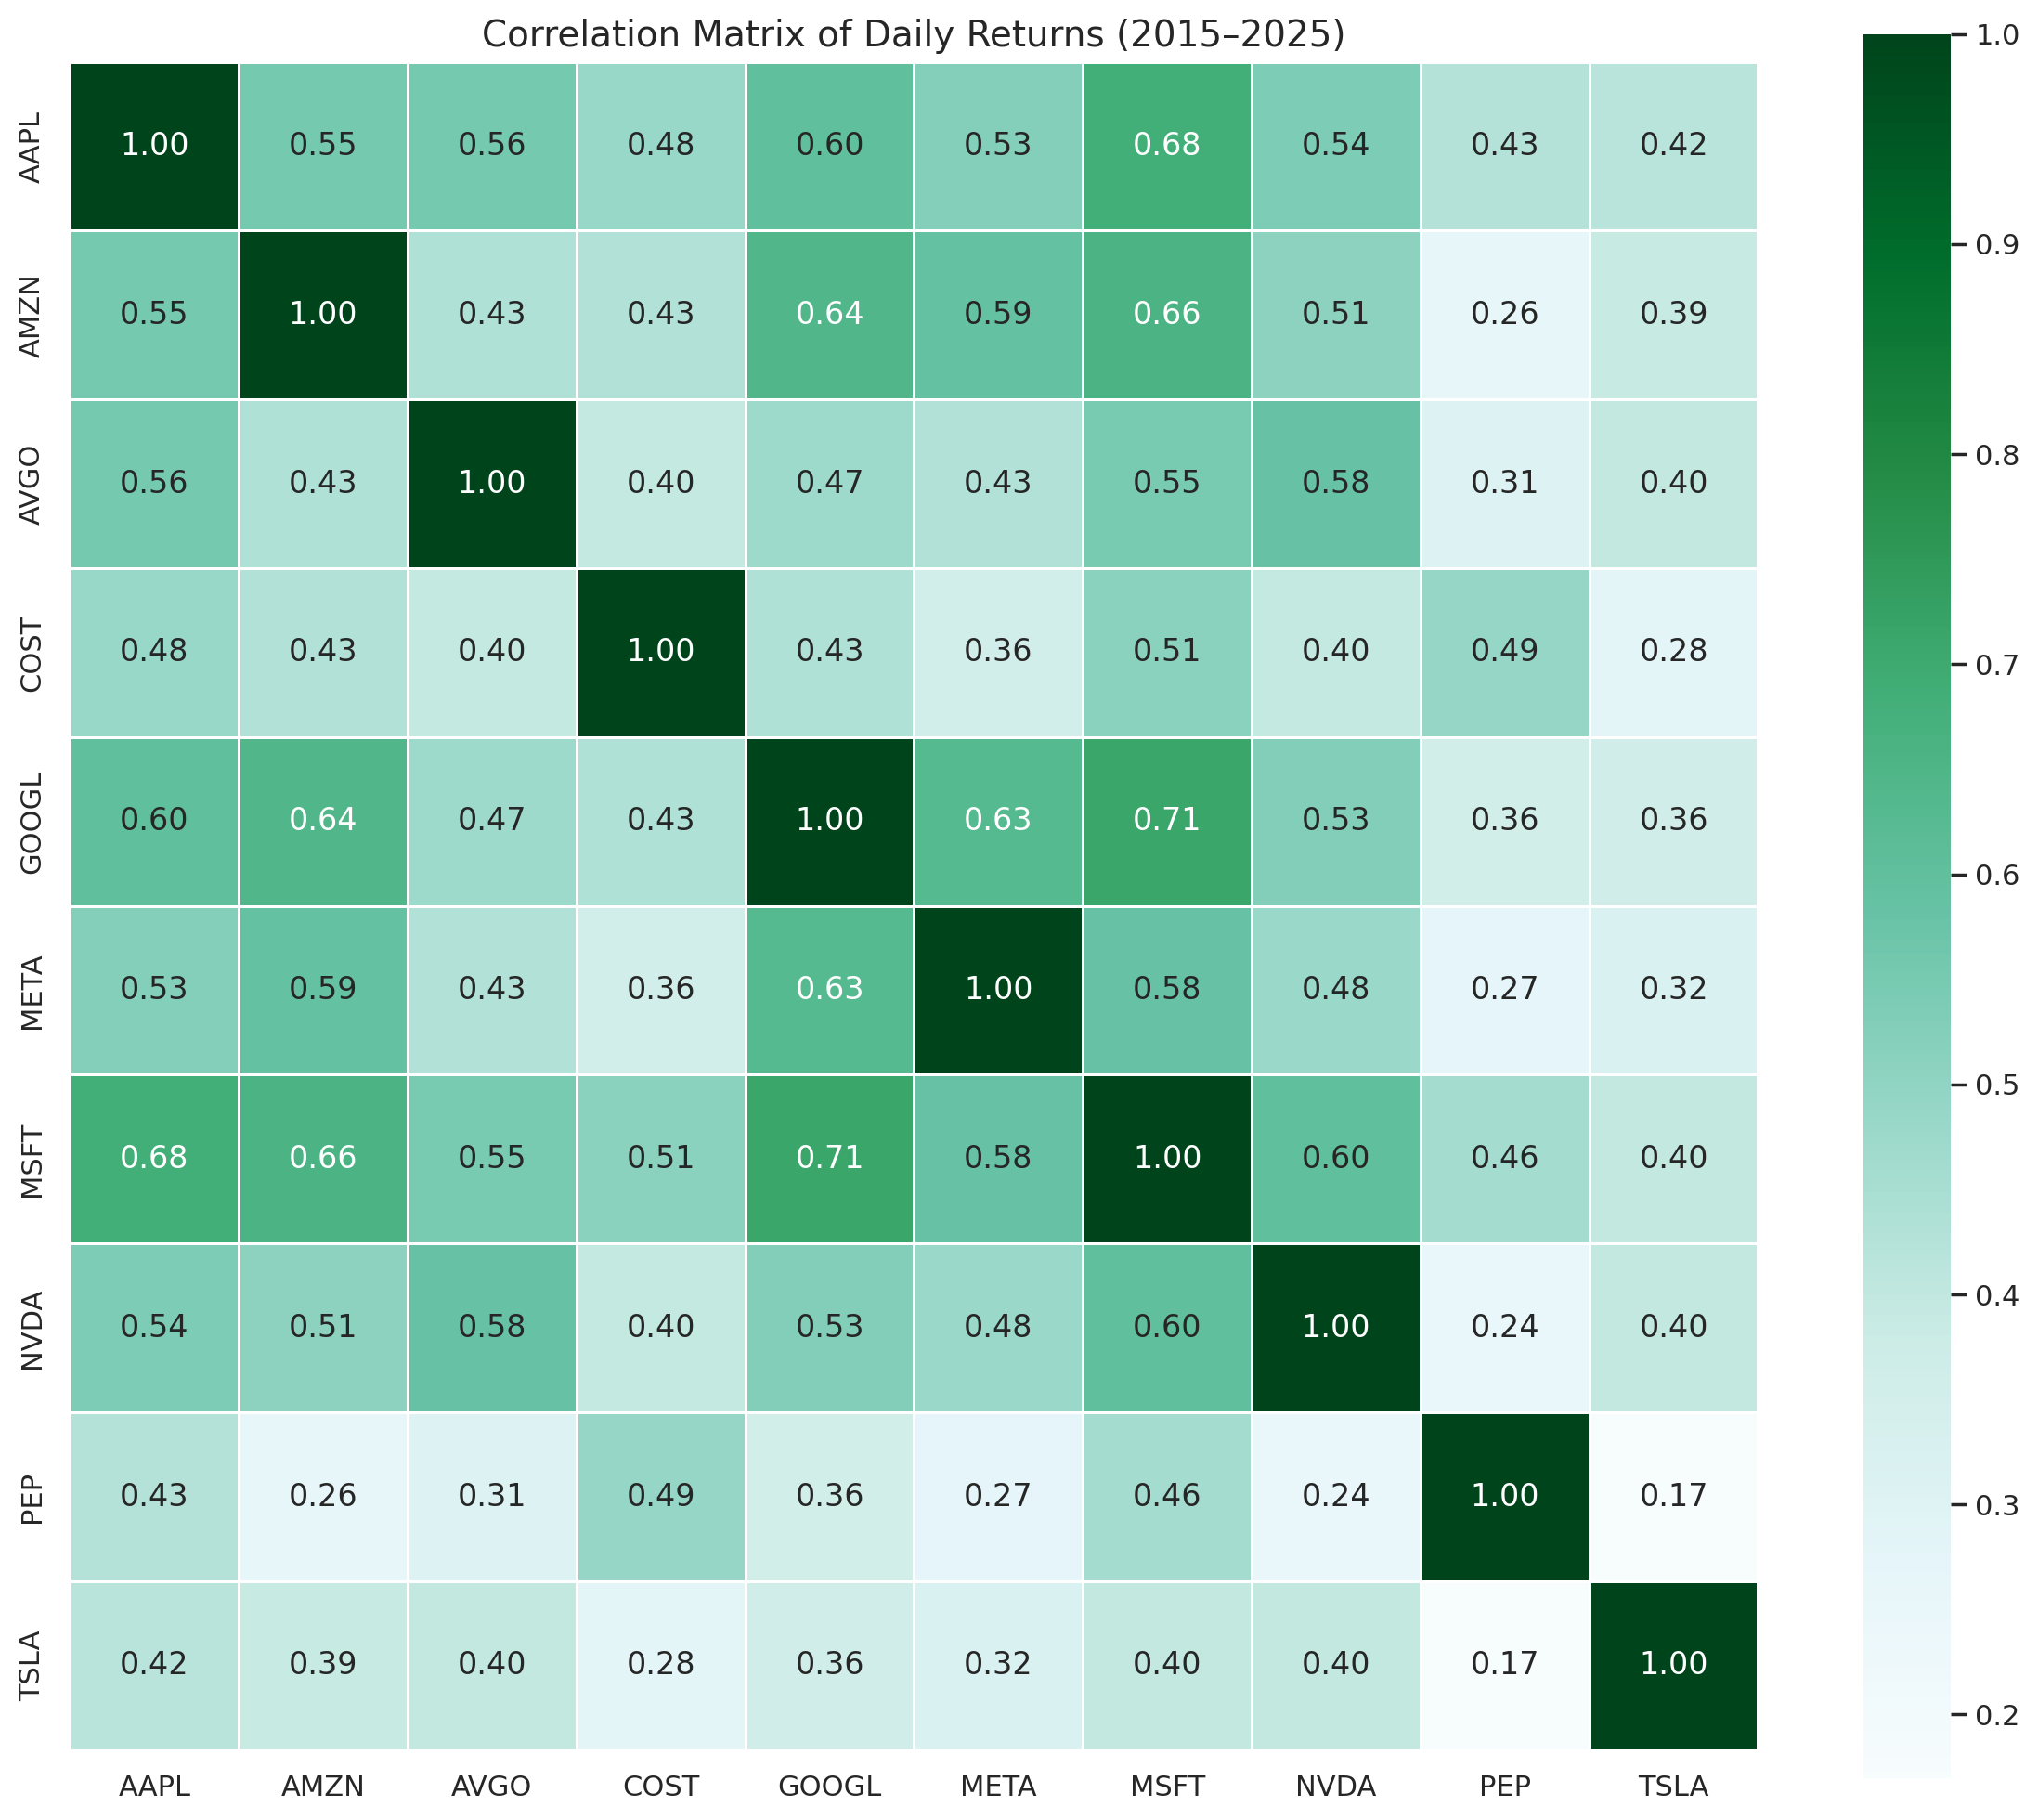 Correlation Matrix of Daily Returns (2015–2025)
AAPL 1.00 0.55 0.56 0.48 0.60 0.53 0.68 0.54 0.43 0.42
AMZN 0.55 1.00 0.43 0.43 0.64 0.59 0.66 0.51 0.26 0.39
AVGO 0.56 0.43 1.00 0.40 0.47 0.43 0.55 0.58 0.31 0.40
COST 0.48 0.43 0.40 1.00 0.43 0.36 0.51 0.40 0.49 0.28
GOOGL 0.60 0.64 0.47 0.43 1.00 0.63 0.71 0.53 0.36 0.36
META 0.53 0.59 0.43 0.36 0.63 1.00 0.58 0.48 0.27 0.32
MSFT 0.68 0.66 0.55 0.51 0.71 0.58 1.00 0.60 0.46 0.40
NVDA 0.54 0.51 0.58 0.40 0.53 0.48 0.60 1.00 0.24 0.40
PEP 0.43 0.26 0.31 0.49 0.36 0.27 0.46 0.24 1.00 0.17
TSLA 0.42 0.39 0.40 0.28 0.36 0.32 0.40 0.40 0.17 1.00
AAPL AMZN AVGO COST GOOGL META MSFT NVDA PEP TSLA
1.0
0.9
0.8
0.7
0.6
0.5
0.4
0.3
0.2